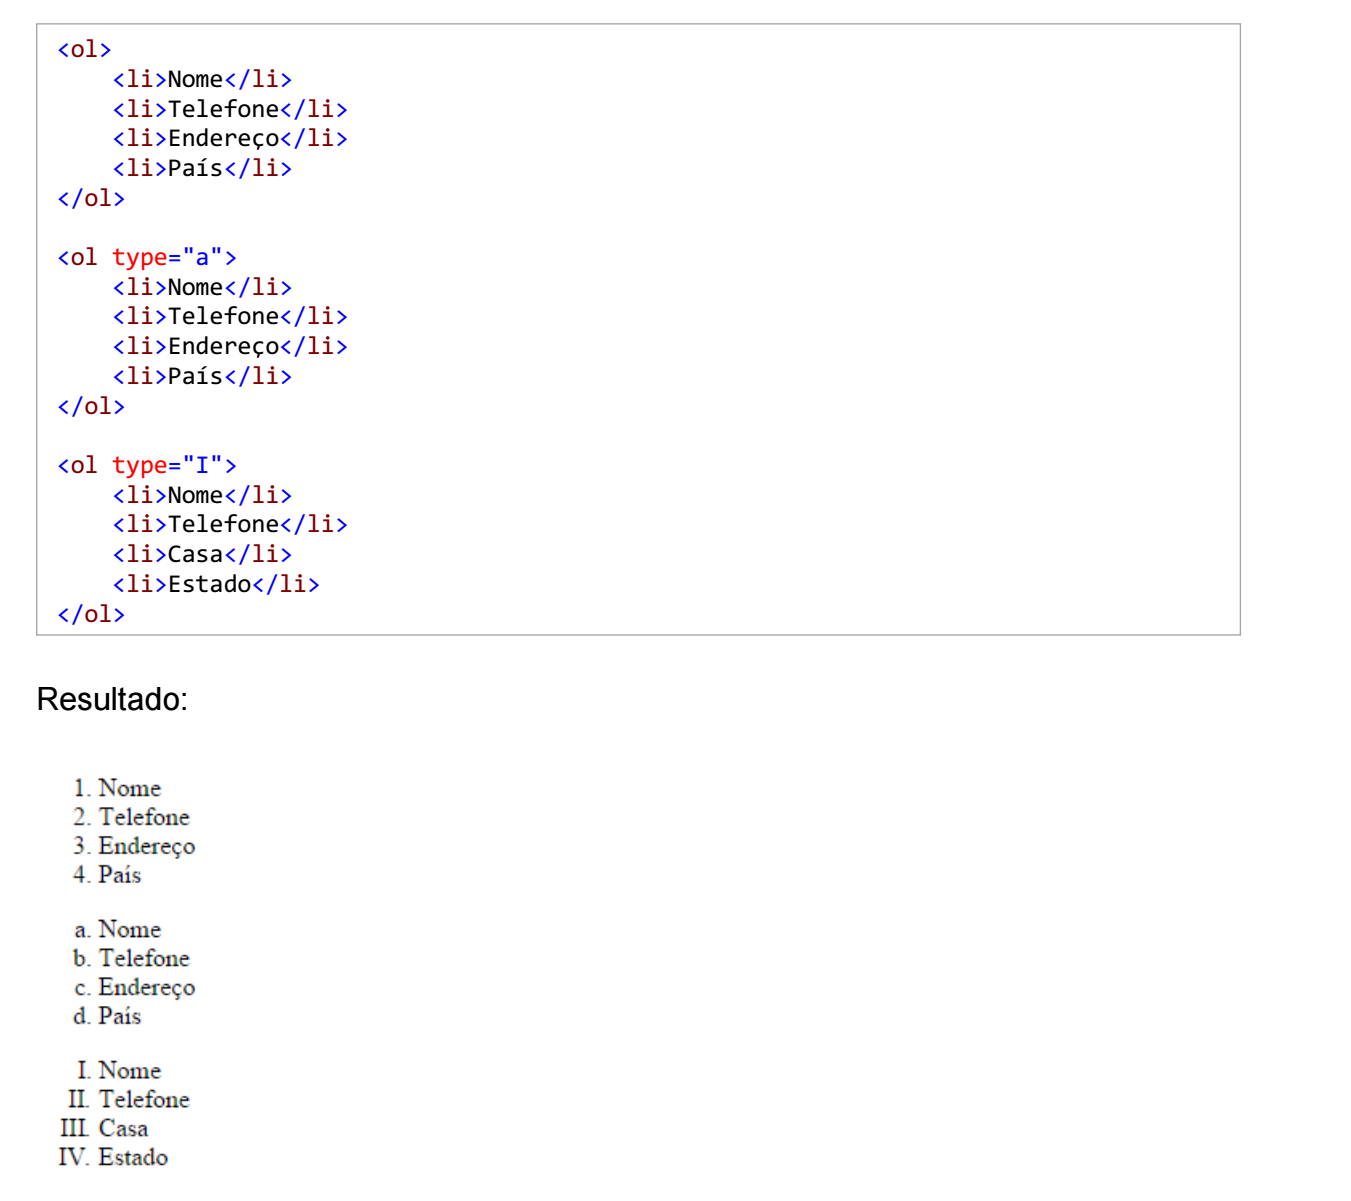 <ol>
    <li>Nome</li>
    <li>Telefone</li>
    <li>Endereço</li>
    <li>País</li>
</ol>

<ol type="a">
    <li>Nome</li>
    <li>Telefone</li>
    <li>Endereço</li>
    <li>País</li>
</ol>

<ol type="I">
    <li>Nome</li>
    <li>Telefone</li>
    <li>Casa</li>
    <li>Estado</li>
</ol>

Resultado:

1. Nome
2. Telefone
3. Endereço
4. País

a. Nome
b. Telefone
c. Endereço
d. País

I. Nome
II. Telefone
III. Casa
IV. Estado